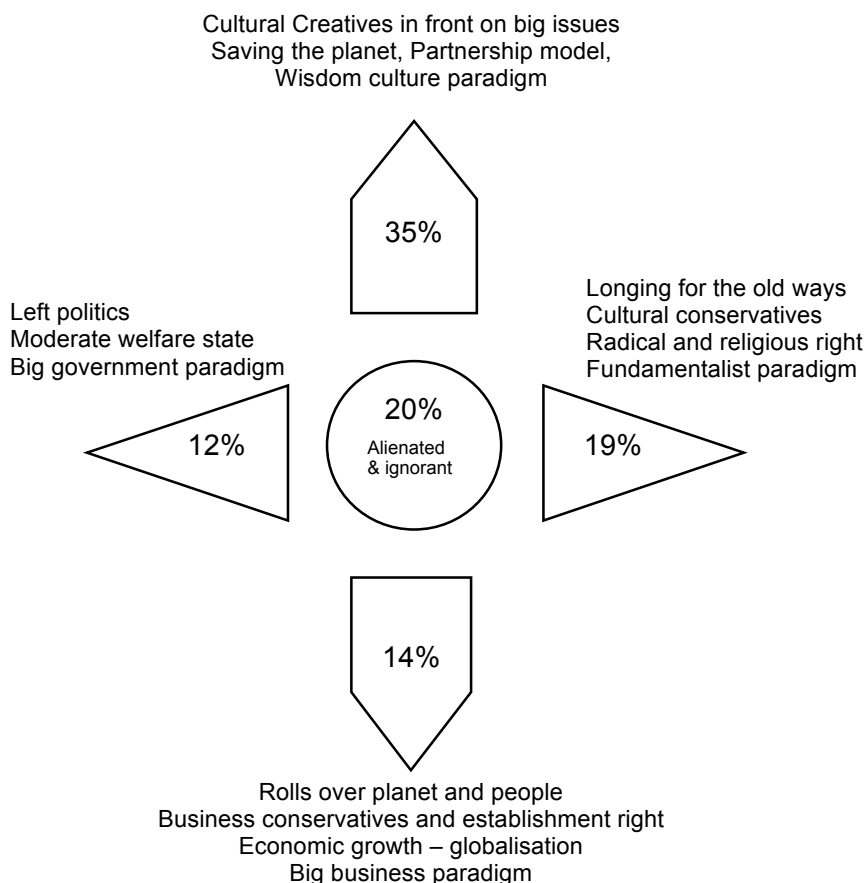 Cultural Creatives in front on big issues
Saving the planet, Partnership model,
Wisdom culture paradigm
35%
Left politics
Moderate welfare state
Big government paradigm
12%
20%
Alienated
& ignorant
Longing for the old ways
Cultural conservatives
Radical and religious right
Fundamentalist paradigm
19%
14%
Rolls over planet and people
Business conservatives and establishment right
Economic growth – globalisation
Big business paradigm